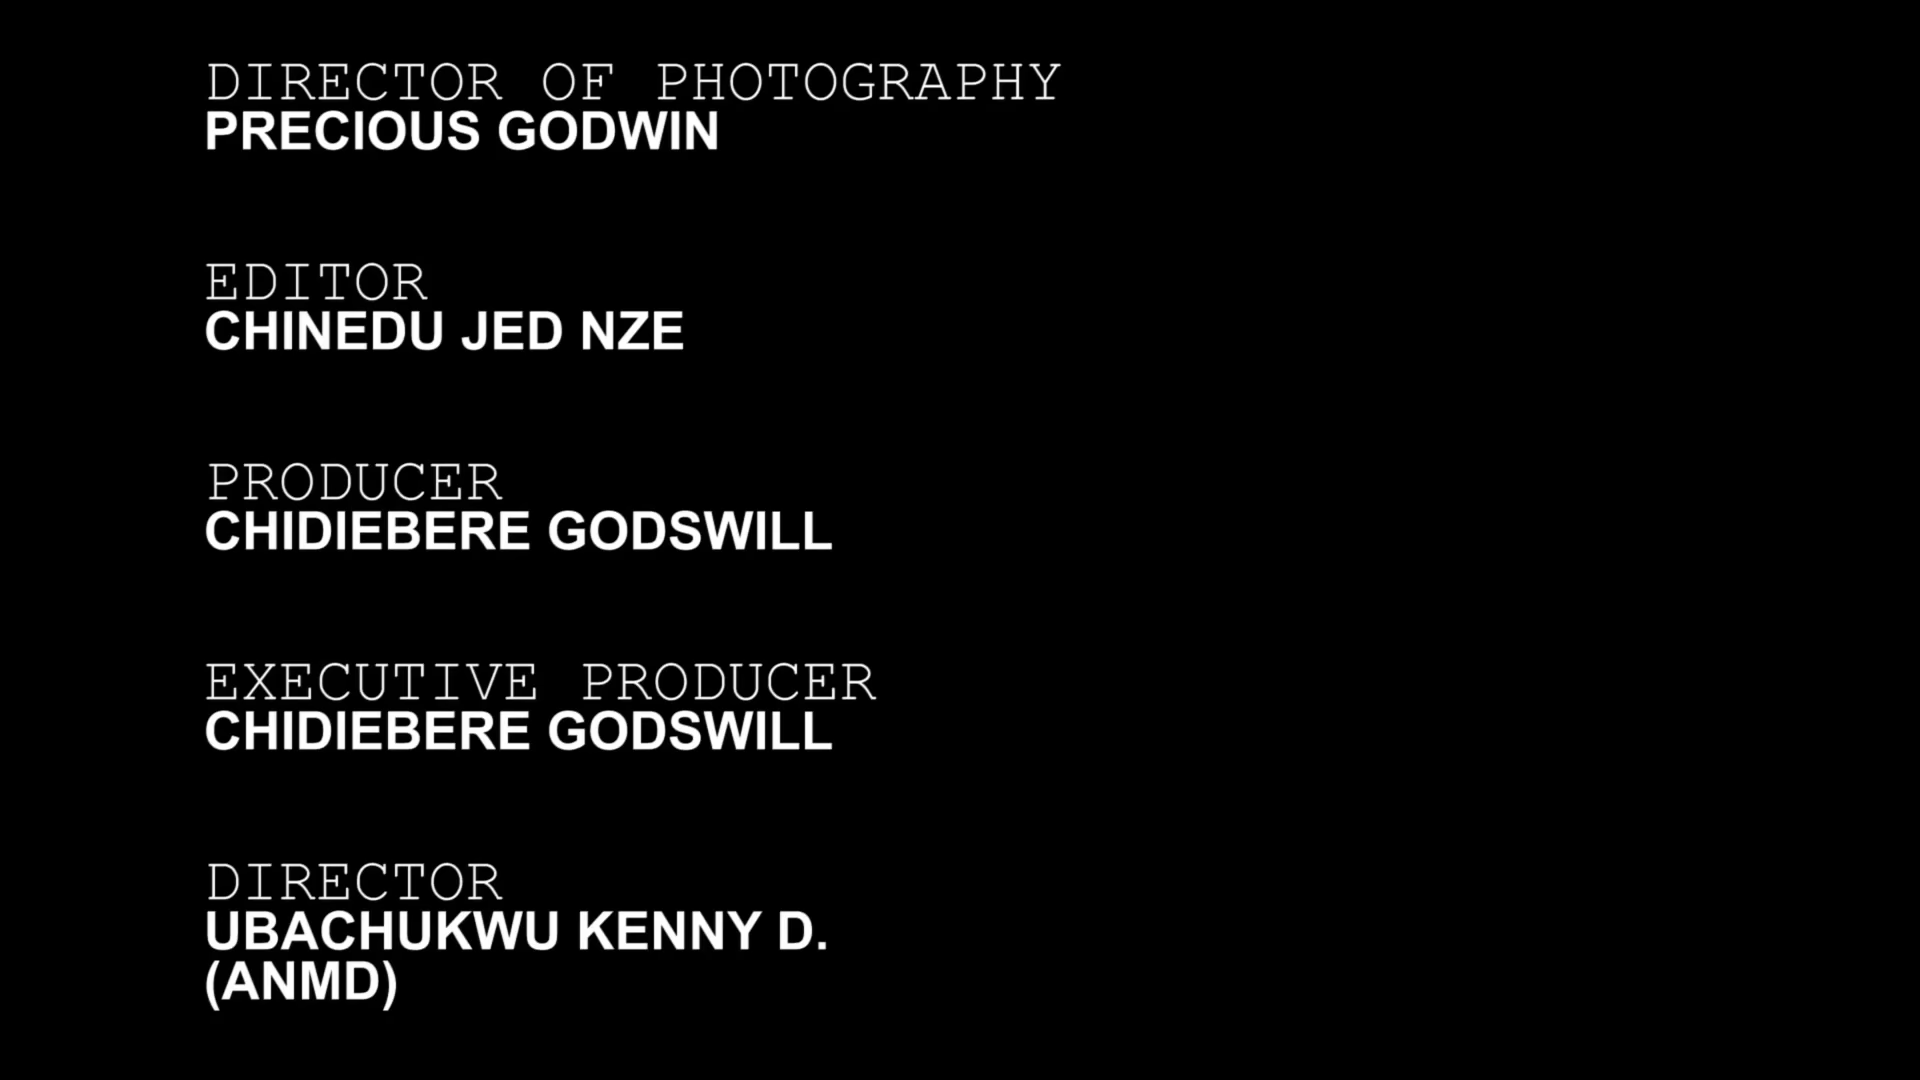 DIRECTOR OF PHOTOGRAPHY
PRECIOUS GODWIN
EDITOR
CHINEDU JED NZE
PRODUCER
CHIDIEBERE GODSWILL
EXECUTIVE PRODUCER
CHIDIEBERE GODSWILL
DIRECTOR
UBACHUKWU KENNY D.
(ANMD)